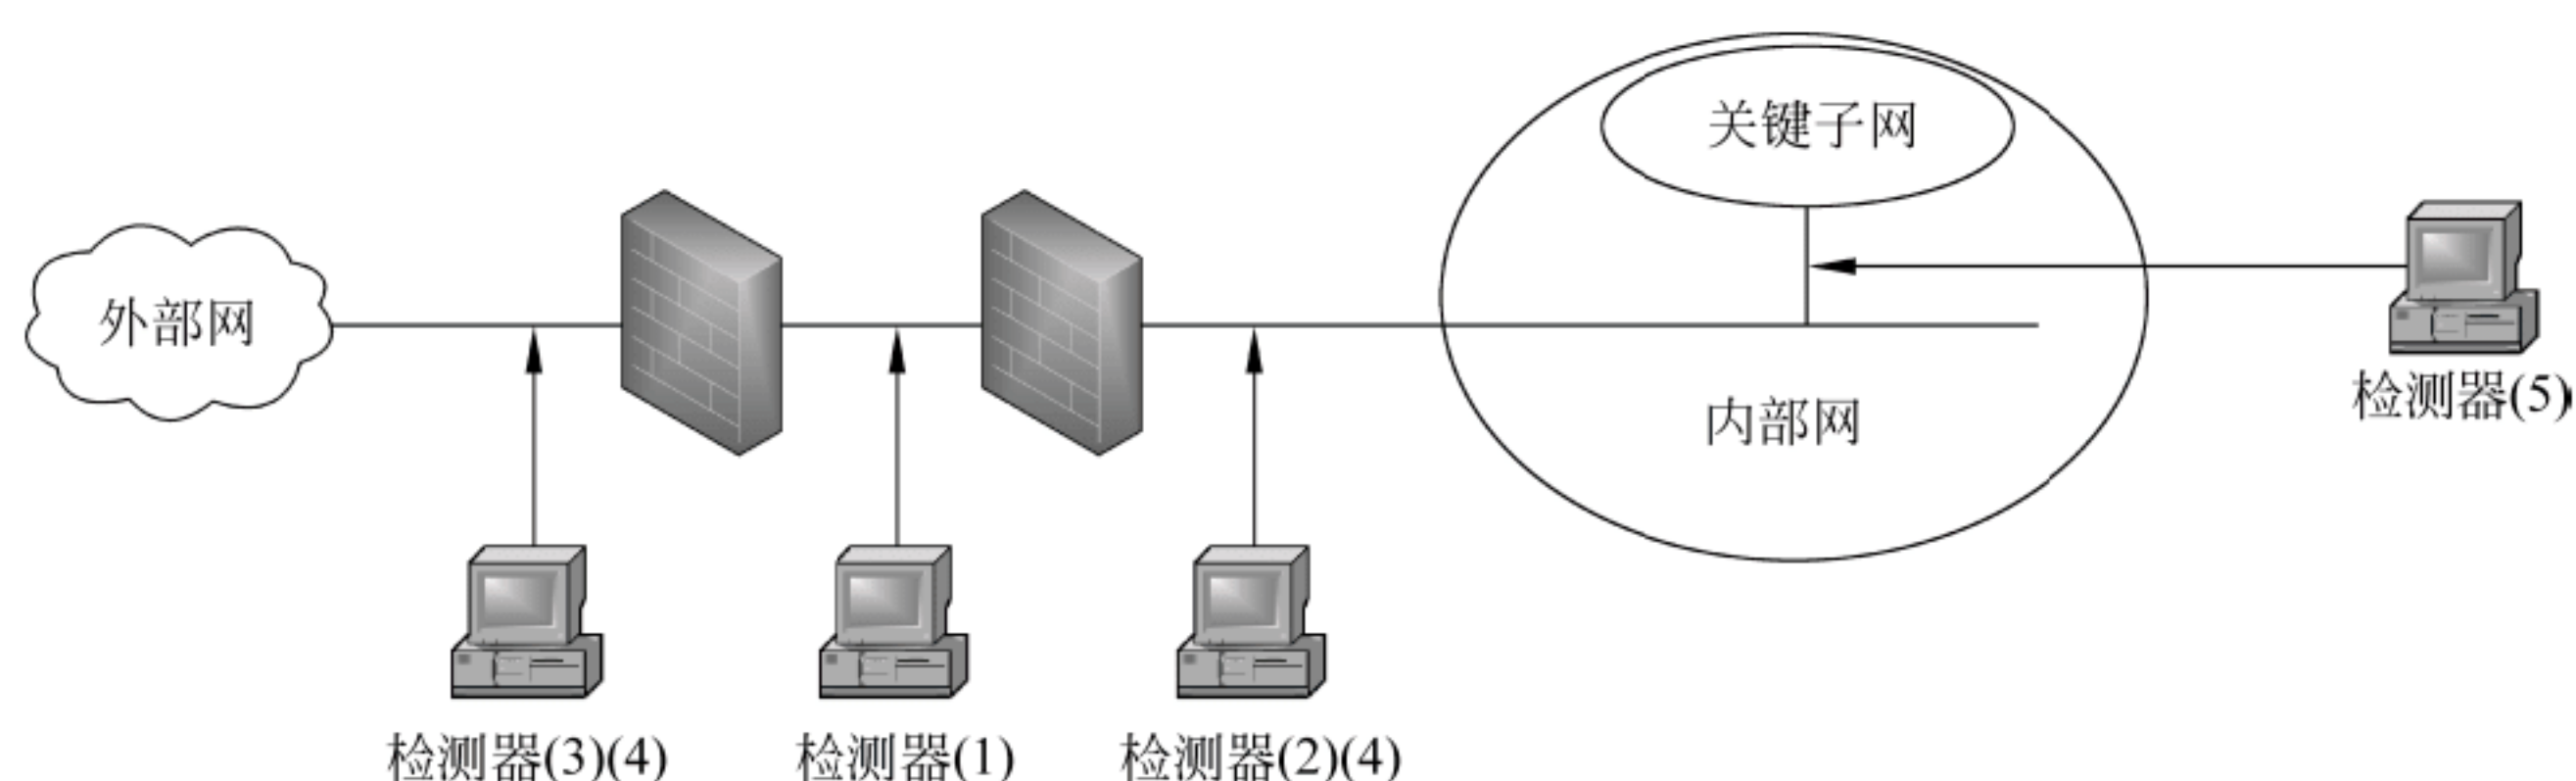 关键子网
外部网
内部网
检测器(5)
检测器(3)(4)
检测器(1)
检测器(2)(4)